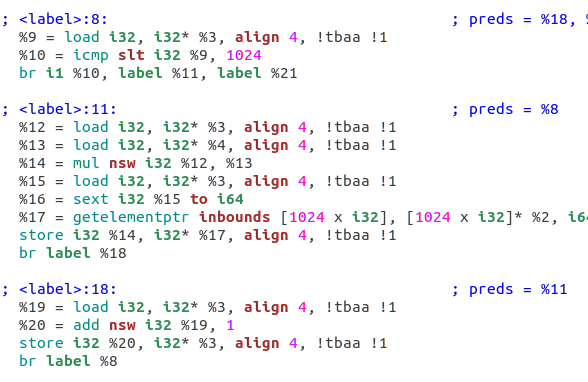 ; <label>:8: ; preds = %18,
%9 = load i32, i32* %3, align 4, !tbaa !1
%10 = icmp slt i32 %9, 1024
br i1 %10, label %11, label %21
; <label>:11: ; preds = %8
%12 = load i32, i32* %3, align 4, !tbaa !1
%13 = load i32, i32* %4, align 4, !tbaa !1
%14 = mul nsw i32 %12, %13
%15 = load i32, i32* %3, align 4, !tbaa !1
%16 = sext i32 %15 to i64
%17 = getelementptr inbounds [1024 x i32], [1024 x i32]* %2, i64
store i32 %14, i32* %17, align 4, !tbaa !1
br label %18
; <label>:18: ; preds = %11
%19 = load i32, i32* %3, align 4, !tbaa !1
%20 = add nsw i32 %19, 1
store i32 %20, i32* %3, align 4, !tbaa !1
br label %8